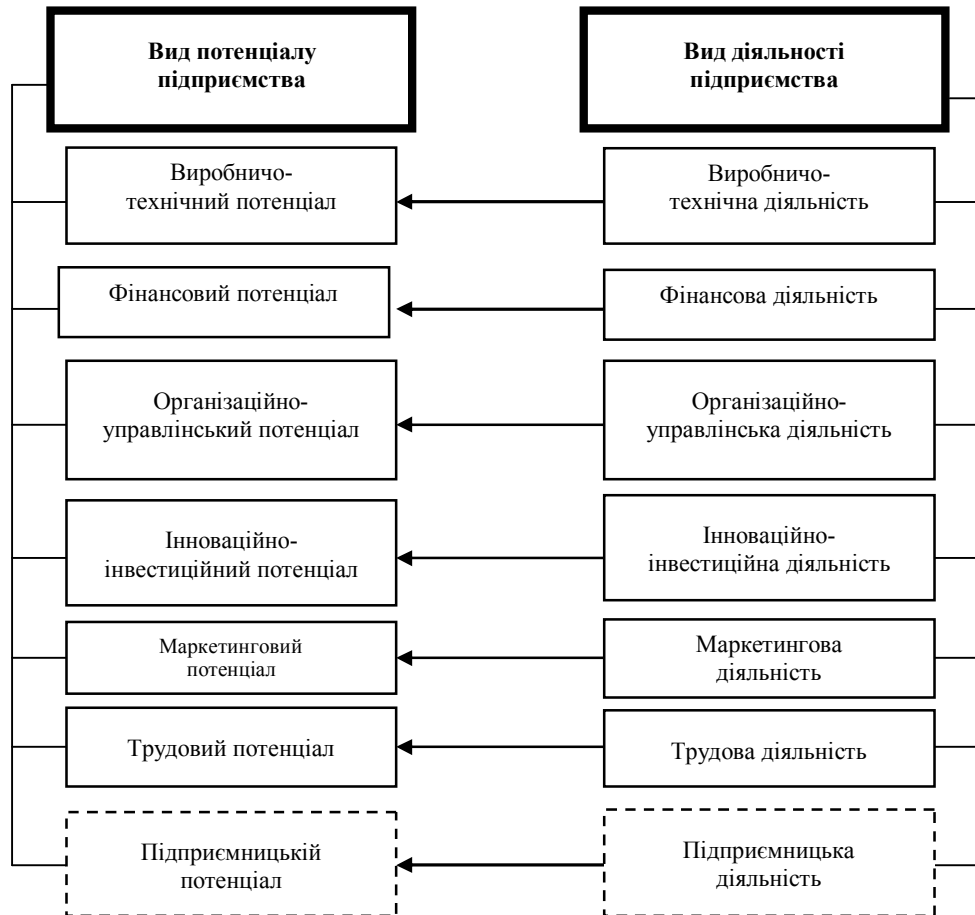 Вид потенціалу
підприємства
Вид діяльності
підприємства
Виробничо-
технічний потенціал
Виробничо-
технічна діяльність
Фінансовий потенціал
Фінансова діяльність
Організаційно-
управлінський потенціал
Організаційно-
управлінська діяльність
Інноваційно-
інвестиційний потенціал
Інноваційно-
інвестиційна діяльність
Маркетинговий
потенціал
Маркетингова
діяльність
Трудовий потенціал
Трудова діяльність
Підприємницькій
потенціал
Підприємницька
діяльність